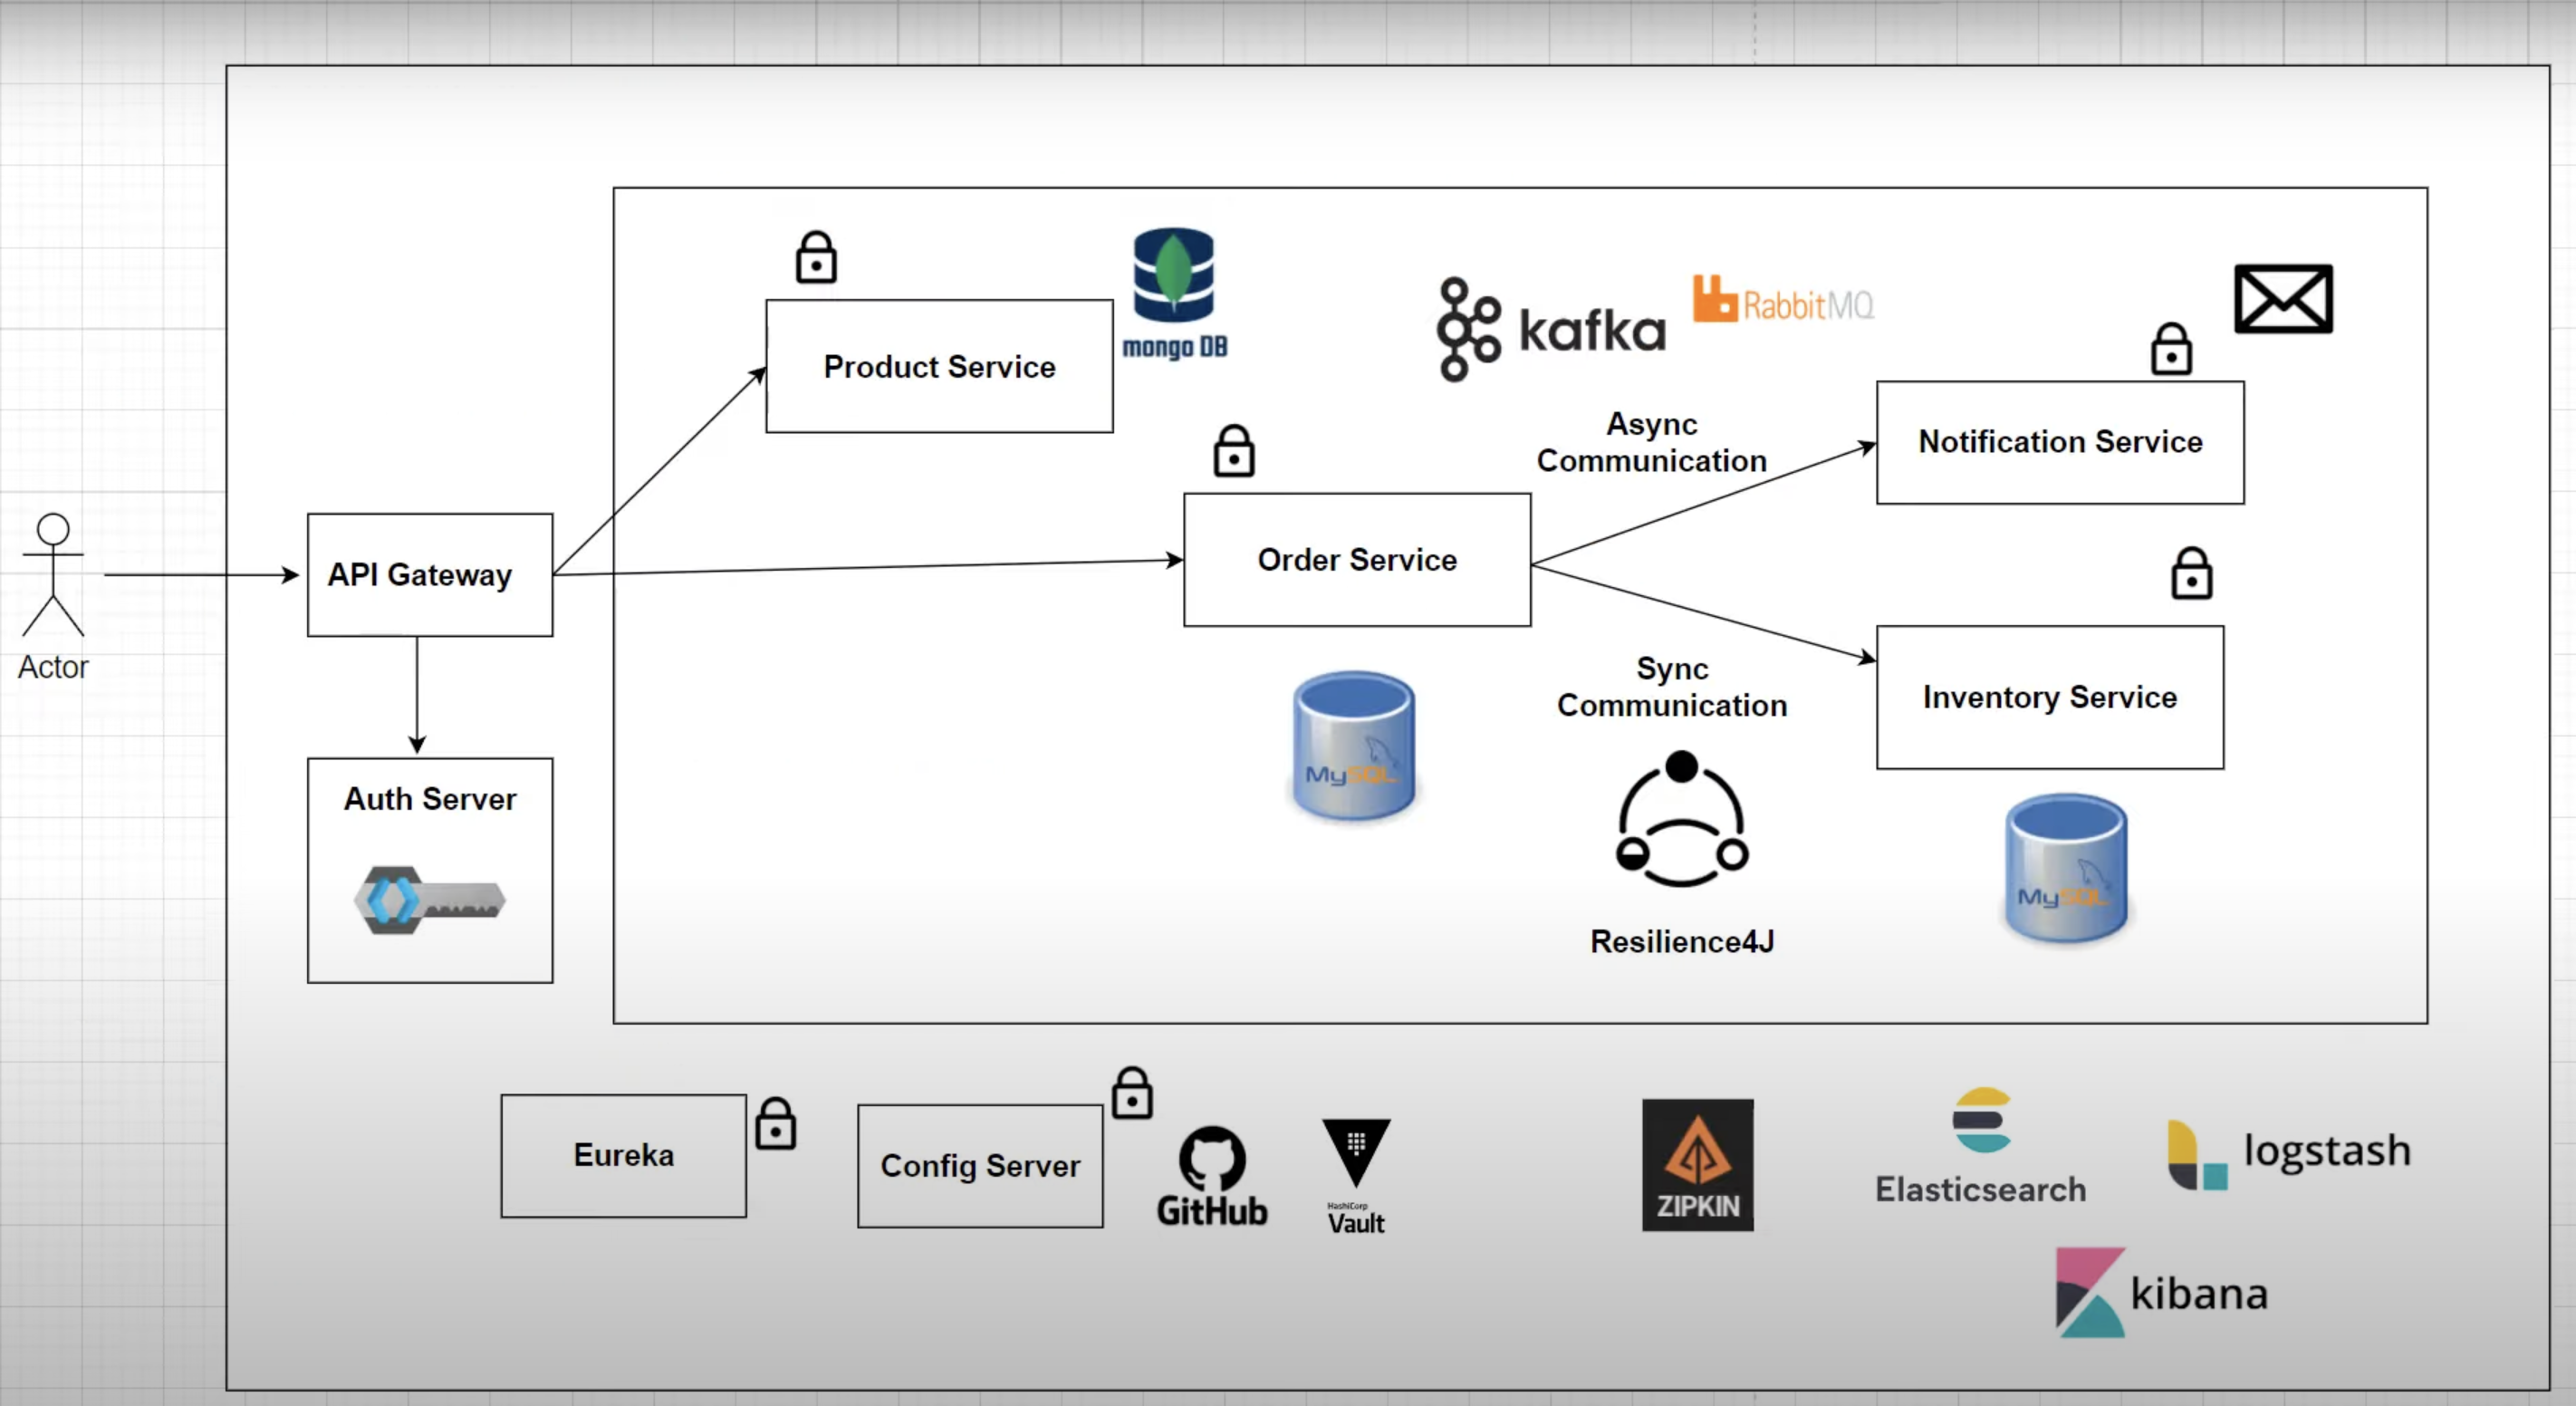 mongo DB
kafka
RabbitMQ
Product Service
Async
Communication
Notification Service
Order Service
API Gateway
Actor
Sync
Communication
Inventory Service
MySQL
Auth Server
MySQL
Resilience4J
Eureka
Config Server
GitHub
HashiCorp
Vault
ZIPKIN
Elasticsearch
logstash
kibana